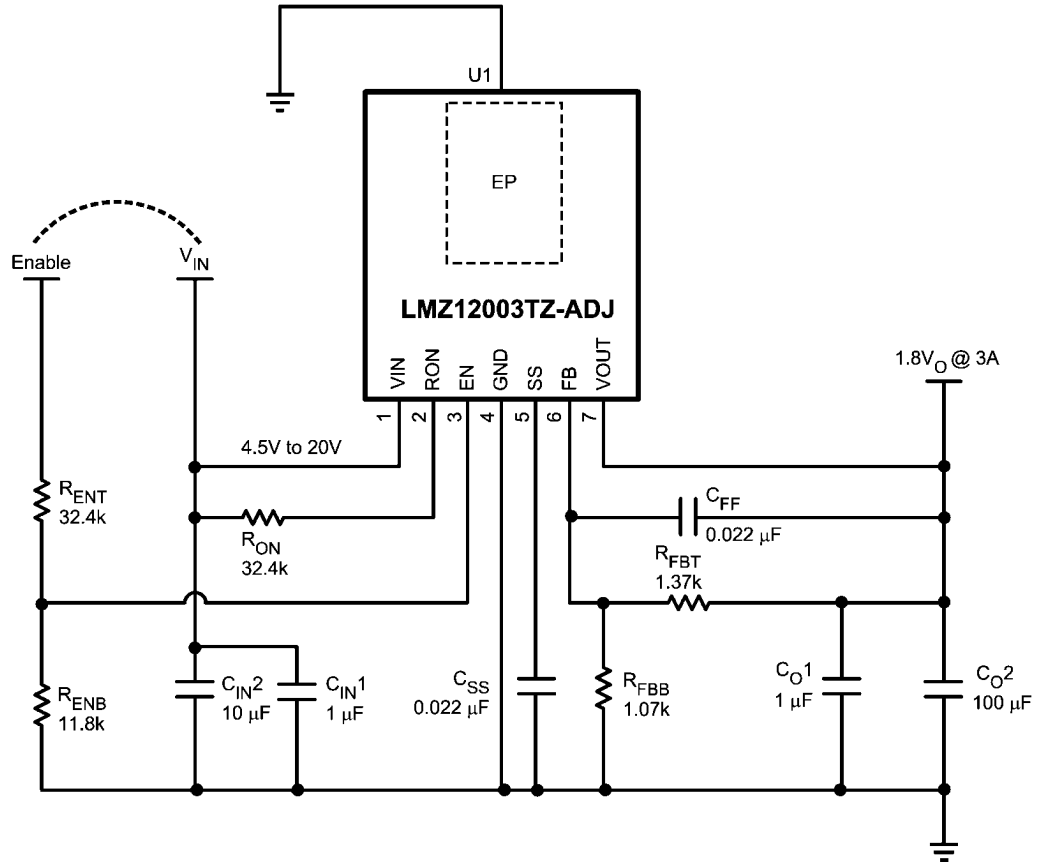 U1
EP
Enable
VIN
LMZ12003TZ-ADJ
VIN
RON
EN
GND
SS
FB
VOUT
1
2
3
4
5
6
7
1.8VO @ 3A
4.5V to 20V
RENT
32.4k
RON
32.4k
CFF
0.022 μF
RFBT
1.37k
RENB
11.8k
CIN2
10 μF
CIN1
1 μF
CSS
0.022 μF
RFBB
1.07k
CO1
1 μF
CO2
100 μF